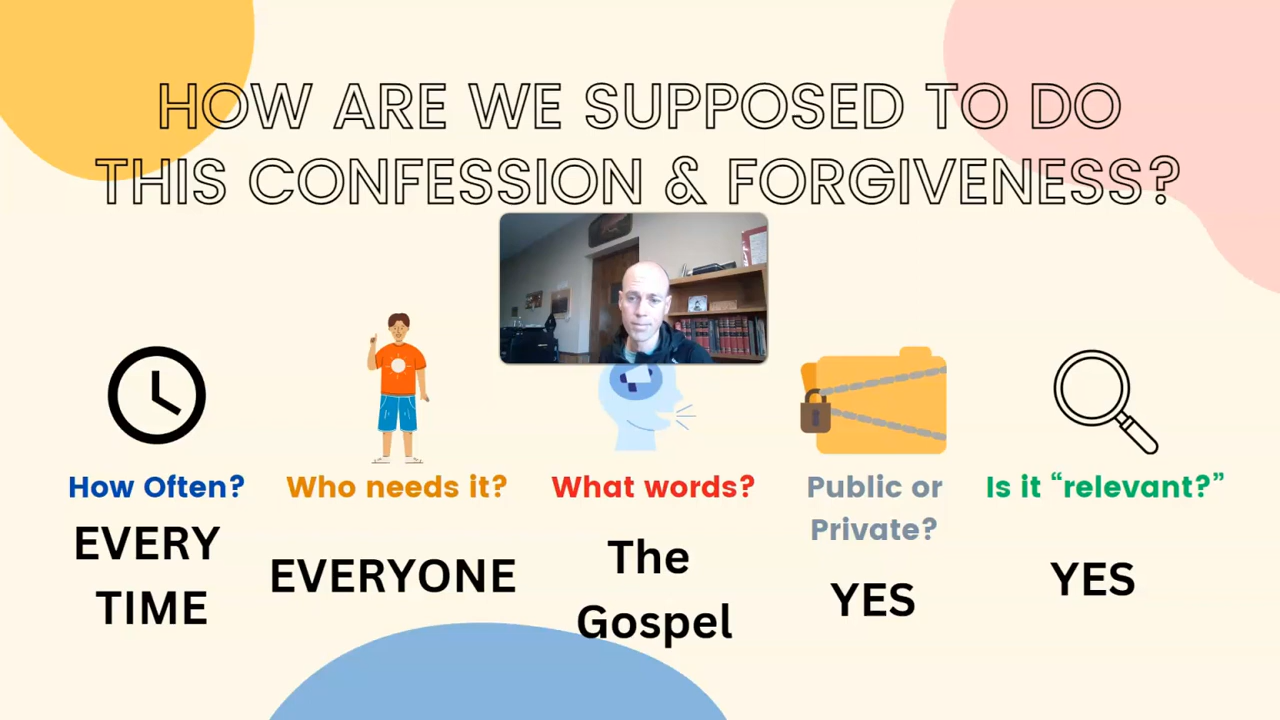 HOW ARE WE SUPPOSED TO DO
THIS CONFESSION & FORGIVENESS?
How Often?
EVERY
TIME
Who needs it?
EVERYONE
What words?
The
Gospel
Public or
Private?
YES
Is it “relevant?”
YES